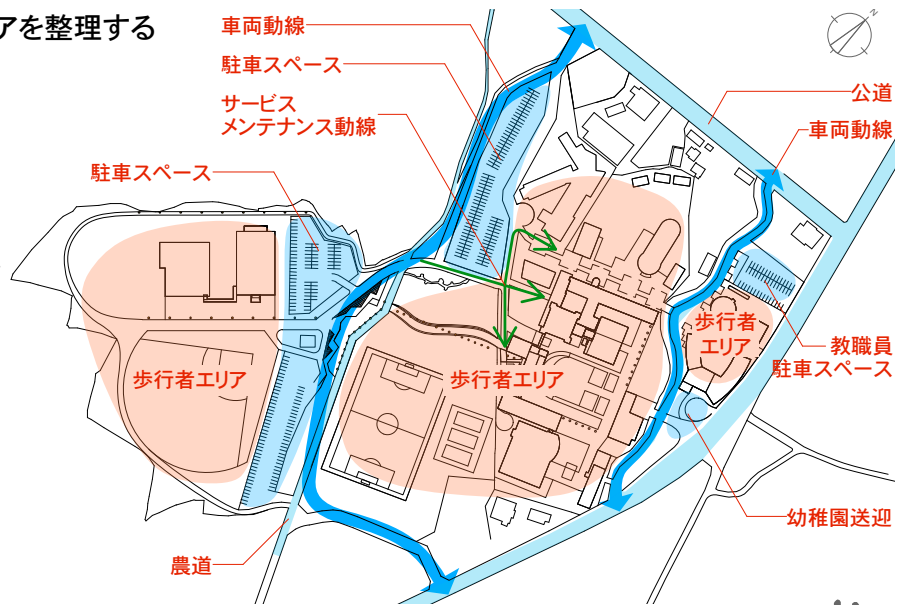 アを整理する
車両動線
駐車スペース
サービス
メンテナンス動線
駐車スペース
N
公道
車両動線
歩行者エリア
歩行者エリア
歩行者
エリア
教職員
駐車スペース
幼稚園送迎
農道